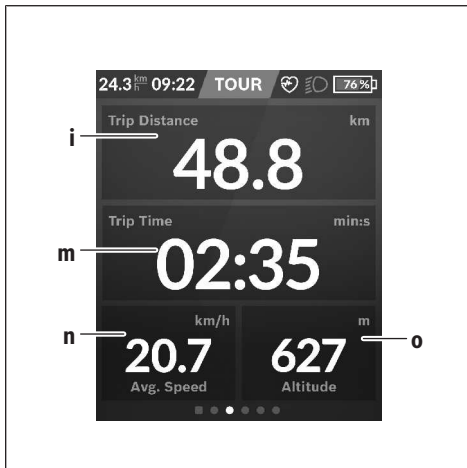 24.3 km/h 09:22 TOUR 76%
Trip Distance km
i
48.8
Trip Time min:s
m
02:35
km/h m
n o
20.7 627
Avg. Speed Altitude